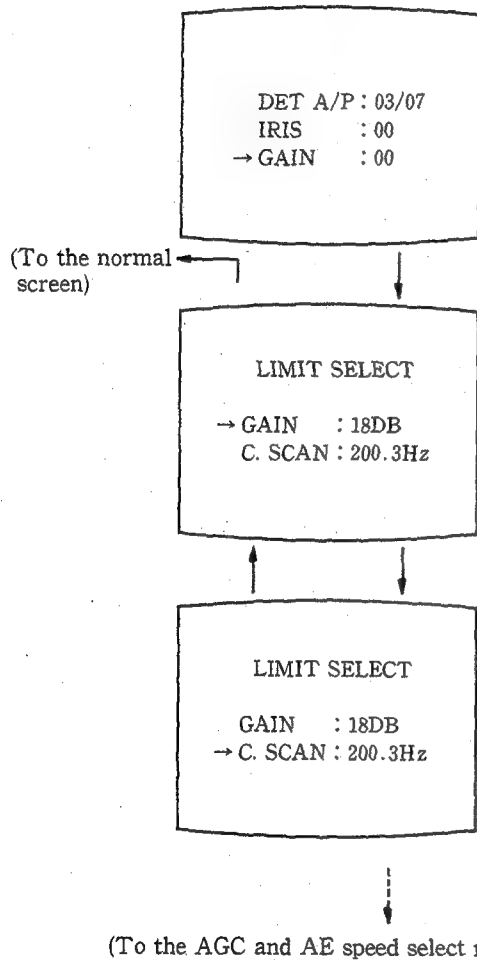 DET A/P : 03/07
IRIS : 00
→ GAIN : 00
(To the normal
screen)
LIMIT SELECT
→ GAIN : 18DB
C. SCAN : 200.3Hz
LIMIT SELECT
GAIN : 18DB
→ C. SCAN : 200.3Hz
(To the AGC and AE speed select